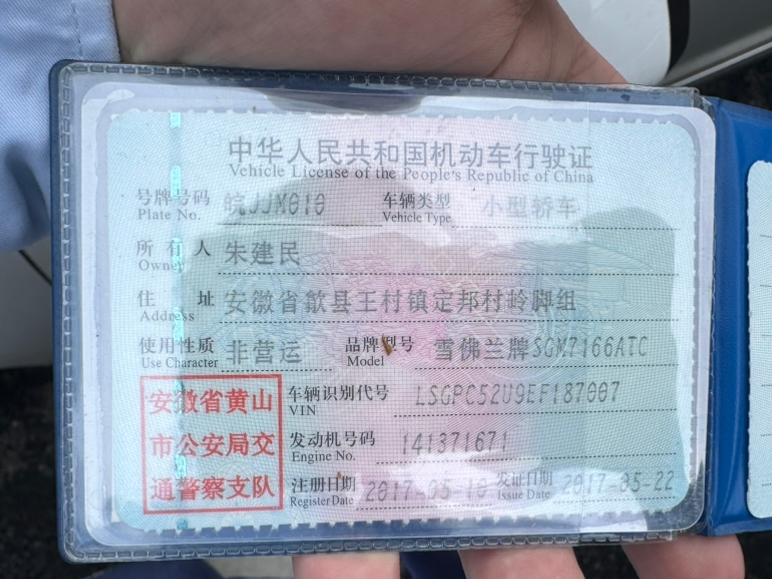 中华人民共和国机动车行驶证
Vehicle License of the People's Republic of China
号牌号码 皖JJM010 车辆类型 小型轿车
Plate No. Vehicle Type
所有人 朱建民
Owner
住址 安徽省歙县王村镇定邦村岭脚组
Address
使用性质 非营运 品牌型号 雪佛兰牌SGM7166ATC
Use Character Model
安徽省黄山
市公安局交
通警察支队
车辆识别代号 LSGPC52U9EF187007
VIN
发动机号码 141371671
Engine No.
注册日期 2017-05-10 发证日期 2017-05-22
Register Date Issue Date